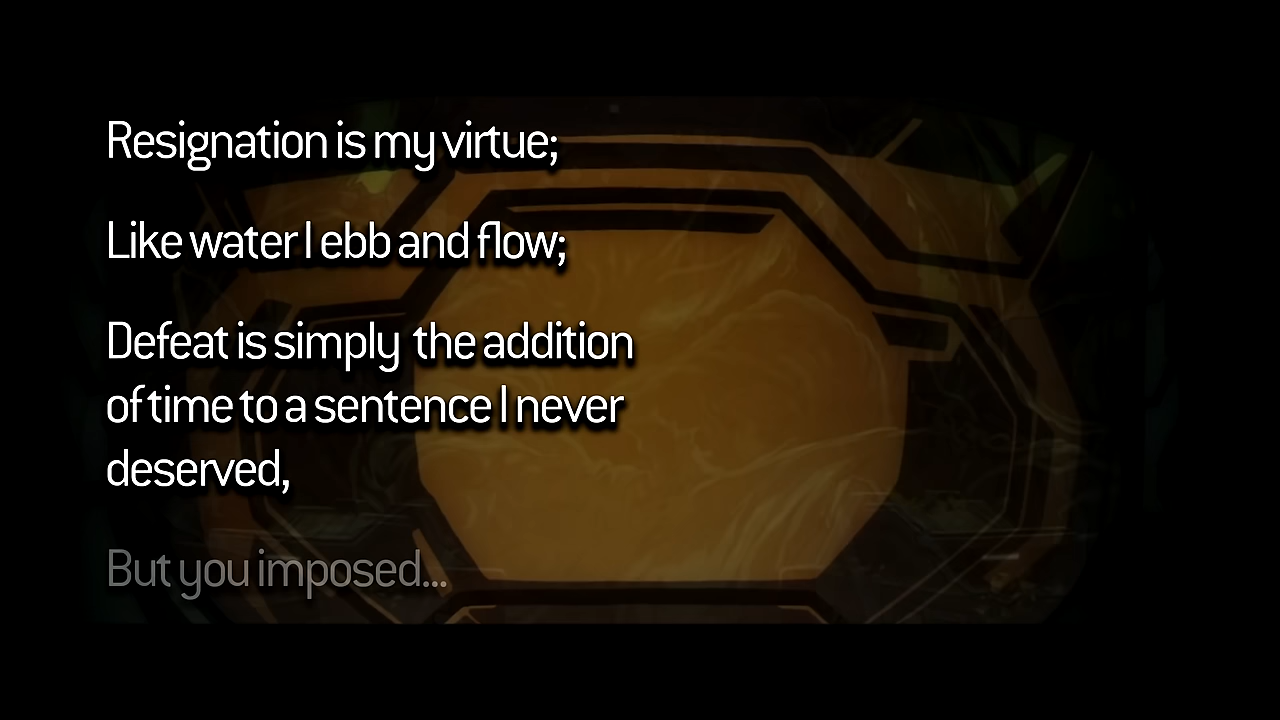 Resignation is my virtue;
Like water I ebb and flow;
Defeat is simply the addition
of time to a sentence I never
deserved,
But you imposed...